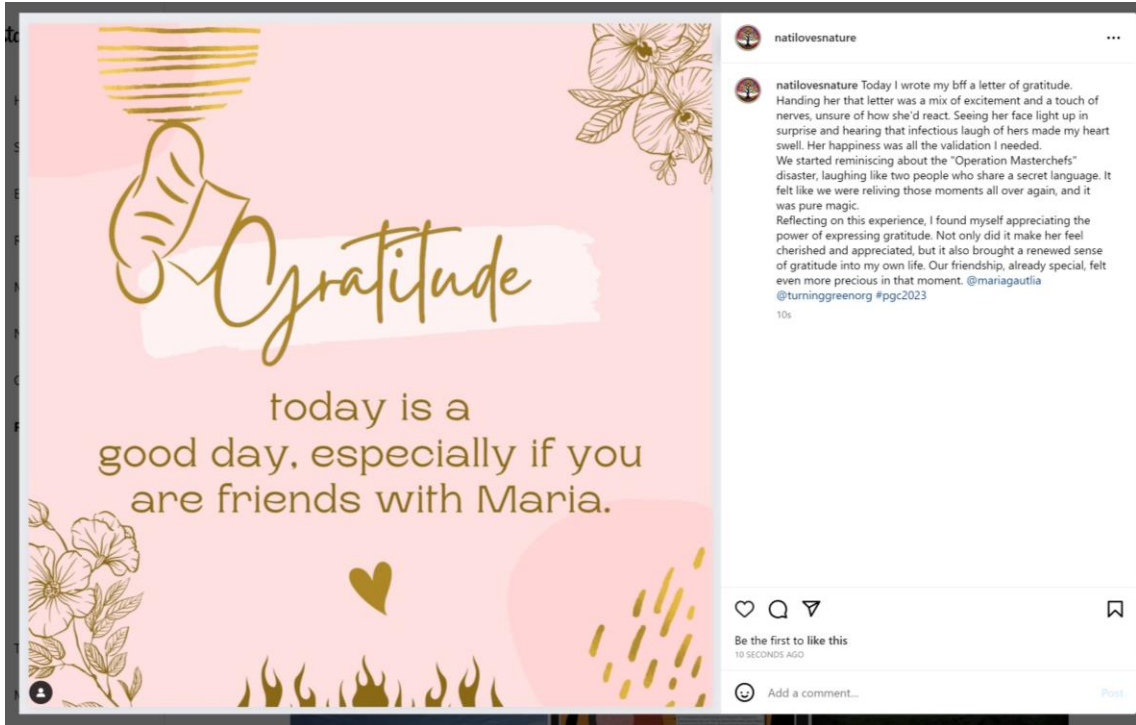 Gratitude
today is a
good day, especially if you
are friends with Maria.
natilovesnature
natilovesnature Today I wrote my bff a letter of gratitude.
Handing her that letter was a mix of excitement and a touch of
nerves, unsure of how she'd react. Seeing her face light up in
surprise and hearing that infectious laugh of hers made my heart
swell. Her happiness was all the validation I needed.
We started reminiscing about the "Operation Masterchefs"
disaster, laughing like two people who share a secret language. It
felt like we were reliving those moments all over again, and it
was pure magic.
Reflecting on this experience, I found myself appreciating the
power of expressing gratitude. Not only did it make her feel
cherished and appreciated, but it also brought a renewed sense
of gratitude into my own life. Our friendship, already special, felt
even more precious in that moment. @mariagautlia
@turninggreenorg #pgc2023
10s
Be the first to like this
10 SECONDS AGO
Add a comment...
Post